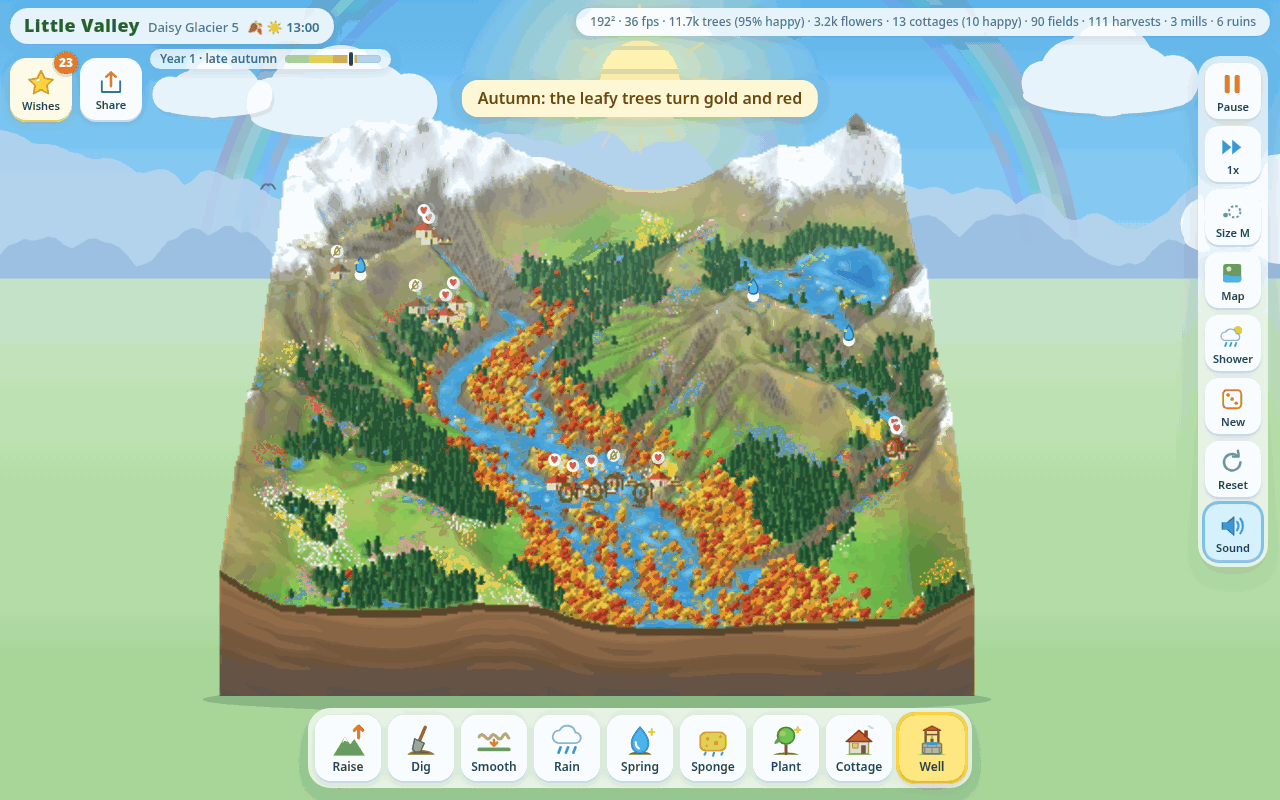 Little Valley Daisy Glacier 5 13:00
192² · 36 fps · 11.7k trees (95% happy) · 3.2k flowers · 13 cottages (10 happy) · 90 fields · 111 harvests · 3 mills · 6 ruins
Year 1 · late autumn
23
Wishes
Share
Autumn: the leafy trees turn gold and red
Pause
1x
Size M
Map
Shower
New
Reset
Sound
Raise
Dig
Smooth
Rain
Spring
Sponge
Plant
Cottage
Well